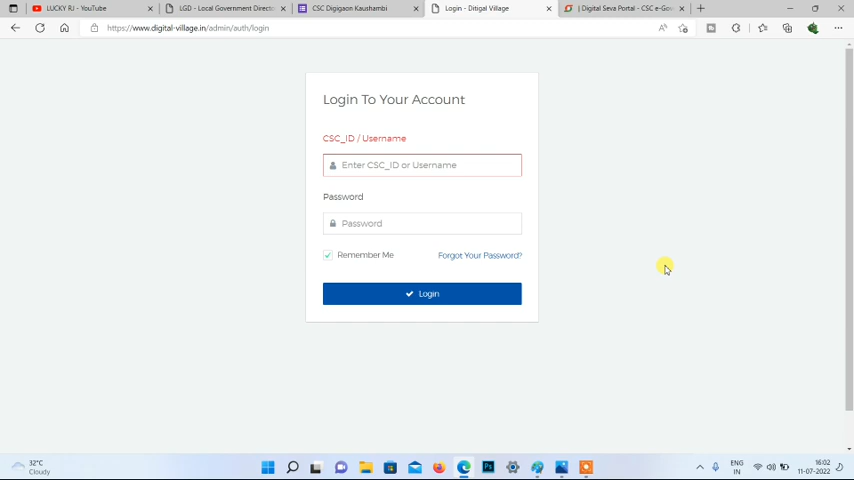 LUCKY RJ - YouTube
LGD - Local Government Directo
CSC Digigaon Kaushambi
Login - Ditigal Village
| Digital Seva Portal - CSC e-Gov
https://www.digital-village.in/admin/auth/login
Login To Your Account
CSC_ID / Username
Enter CSC_ID or Username
Password
Password
Remember Me
Forgot Your Password?
Login
32°C
Cloudy
Ps
ENG
IN
16:02
11-07-2022